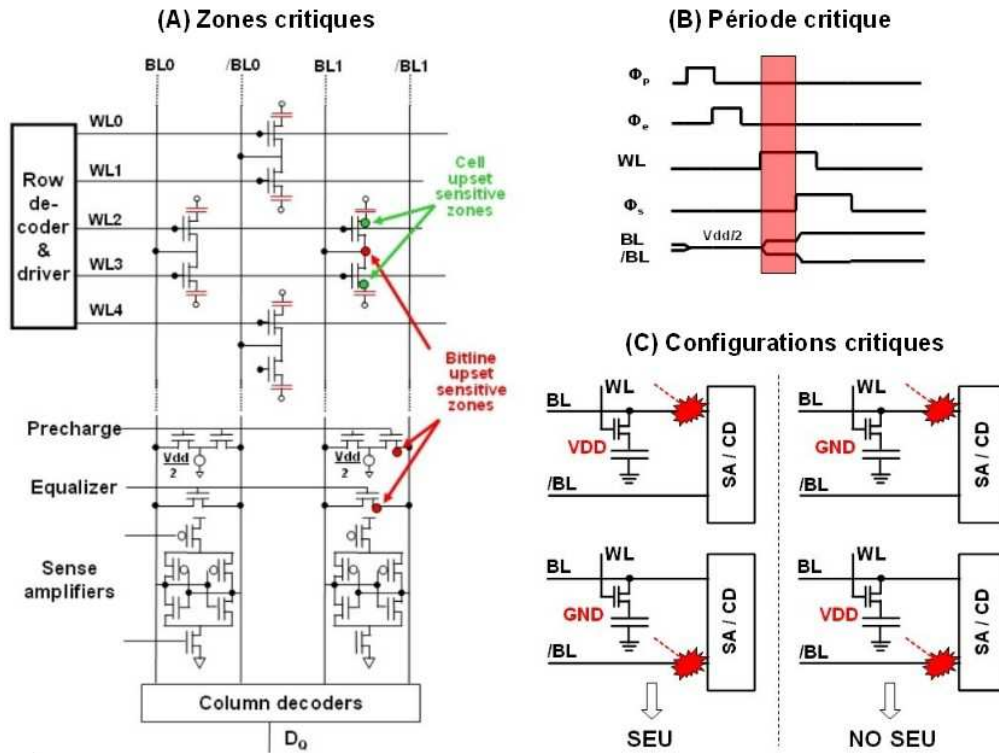 (A) Zones critiques
BL0 /BL0 BL1 /BL1
WL0
WL1
WL2
WL3
WL4
Row
de-
coder
&
driver
Cell
upset
sensitive
zones
Bitline
upset
sensitive
zones
Precharge
Vdd
2
Vdd
2
Equalizer
Sense
amplifiers
Column decoders
DQ
(B) Période critique
Φp
Φe
WL
Φs
BL
/BL
Vdd/2
(C) Configurations critiques
WL
BL
VDD
/BL
SA / CD
WL
BL
GND
/BL
SA / CD
WL
BL
GND
/BL
SA / CD
WL
BL
VDD
/BL
SA / CD
SEU
NO SEU